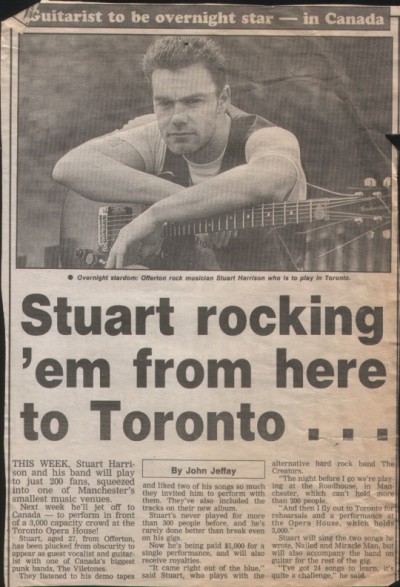 Guitarist to be overnight star — in Canada
● Overnight stardom: Offerton rock musician Stuart Harrison who is to play in Toronto.
Stuart rocking
'em from here
to Toronto . . .
THIS WEEK, Stuart Harri-
son and his band will play
to just 200 fans, squeezed
into one of Manchester's
smallest music venues.
Next week he'll jet off to
Canada — to perform in front
of a 3,000 capacity crowd at the
Toronto Opera House!
Stuart, aged 27, from Offerton,
has been plucked from obscurity to
appear as guest vocalist and guitar-
ist with one of Canada's biggest
punk bands, The Viletones.
They listened to his demo tapes
By John Jeffay
and liked two of his songs so much
they invited him to perform with
them. They've also included the
tracks on their new album.
Stuart's never played for more
than 300 people before, and he's
rarely done better than break even
on his gigs.
Now he's being paid $1,000 for a
single performance, and will also
receive royalties.
"It came right out of the blue,"
said Stuart, who plays with the
alternative hard rock band The
Creators.
"The night before I go we're play-
ing at the Roadhouse, in Man
chester, which can't hold more
than 200 people.
"And then I fly out to Toronto for
rehearsals and a performance at
the Opera House, which holds
3,000."
Stuart will sing the two songs he
wrote, Nailed and Miracle Man, but
will also accompany the band on
guitar for the rest of the gig.
"I've got 24 songs to learn, it's
quite a challenge," he said.